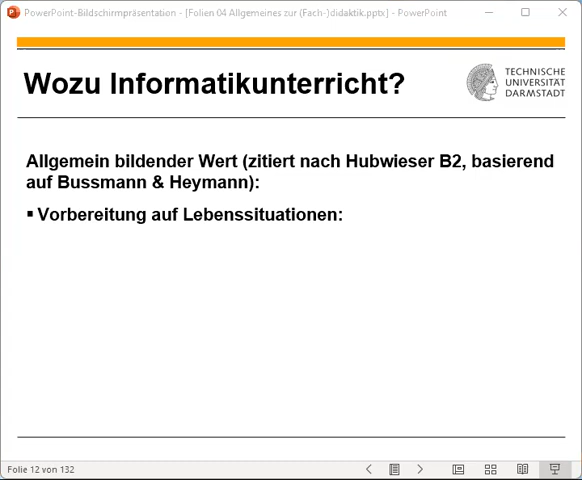 PowerPoint-Bildschirmpräsentation - [Folien 04 Allgemeines zur (Fach-)didaktik.pptx] - PowerPoint
Wozu Informatikunterricht?
TECHNISCHE
UNIVERSITÄT
DARMSTADT
Allgemein bildender Wert (zitiert nach Hubwieser B2, basierend
auf Bussmann & Heymann):
▪ Vorbereitung auf Lebenssituationen:
Folie 12 von 132